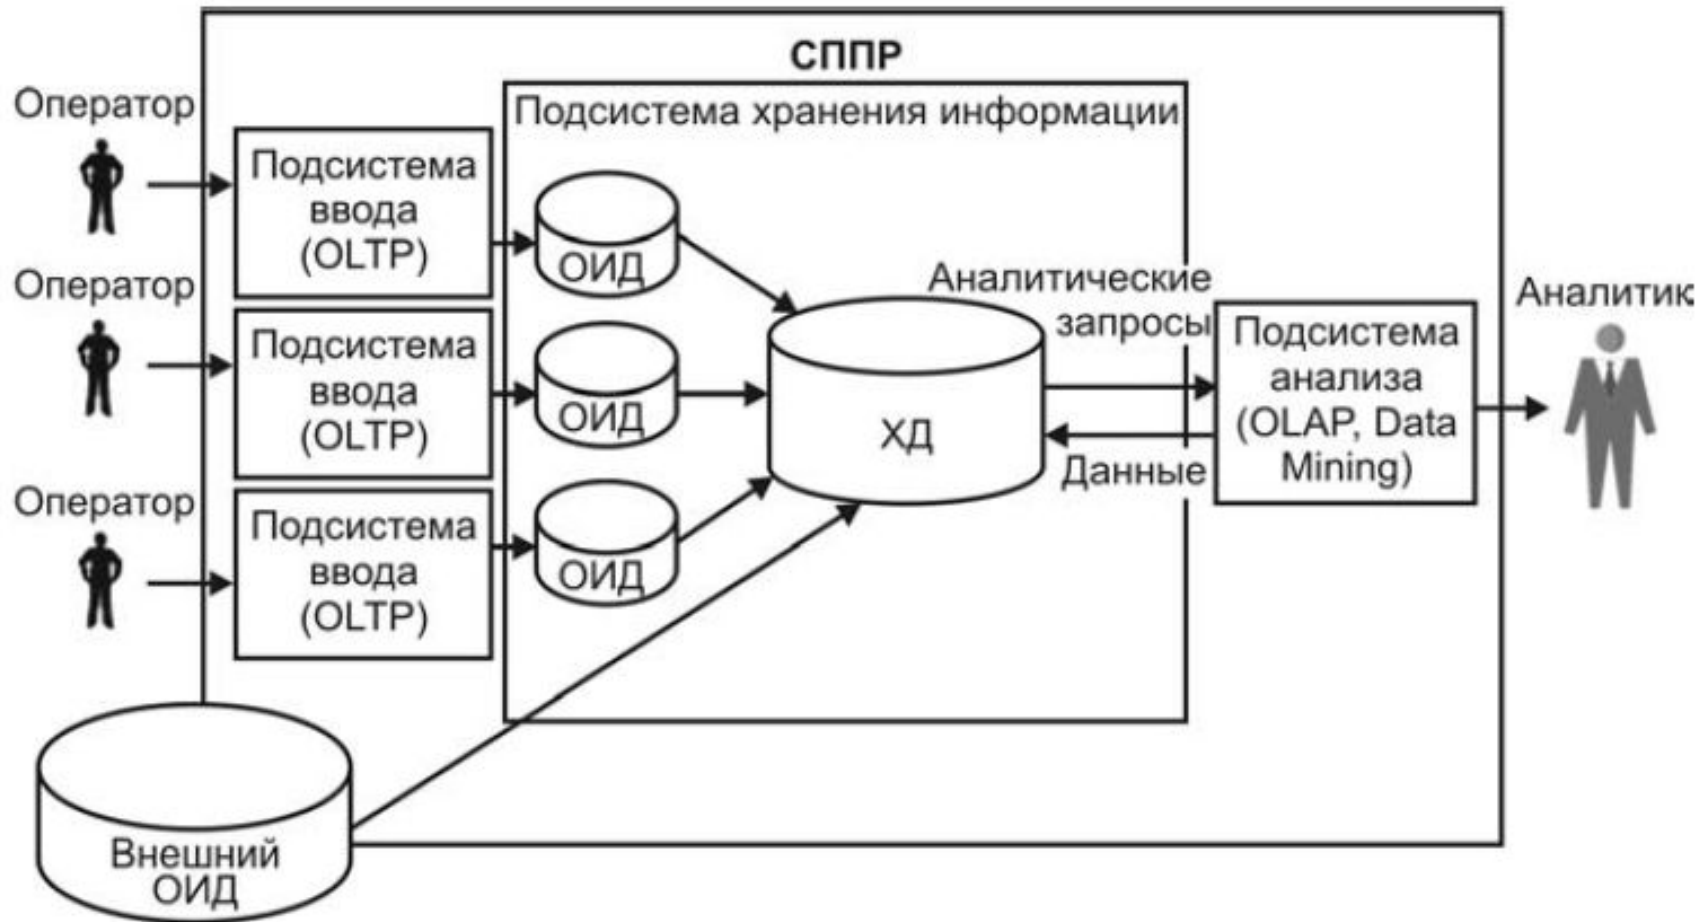 СППР
Подсистема хранения информации
Оператор
Подсистема
ввода
(OLTP)
ОИД
Оператор
Подсистема
ввода
(OLTP)
ОИД
Оператор
Подсистема
ввода
(OLTP)
ОИД
Внешний
ОИД
ХД
Аналитические
запросы
Данные
Подсистема
анализа
(OLAP, Data
Mining)
Аналитик